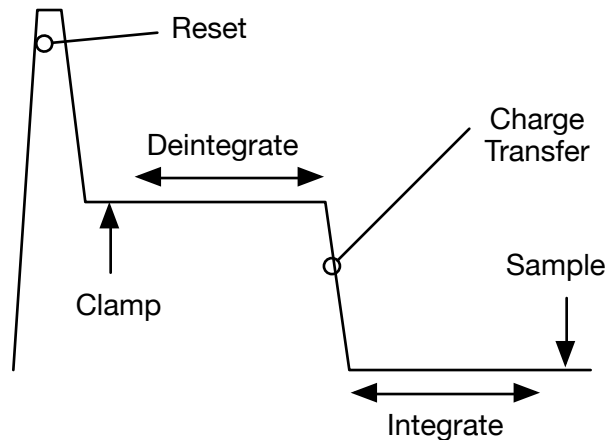 Reset
Deintegrate
Charge
Transfer
Clamp
Sample
Integrate